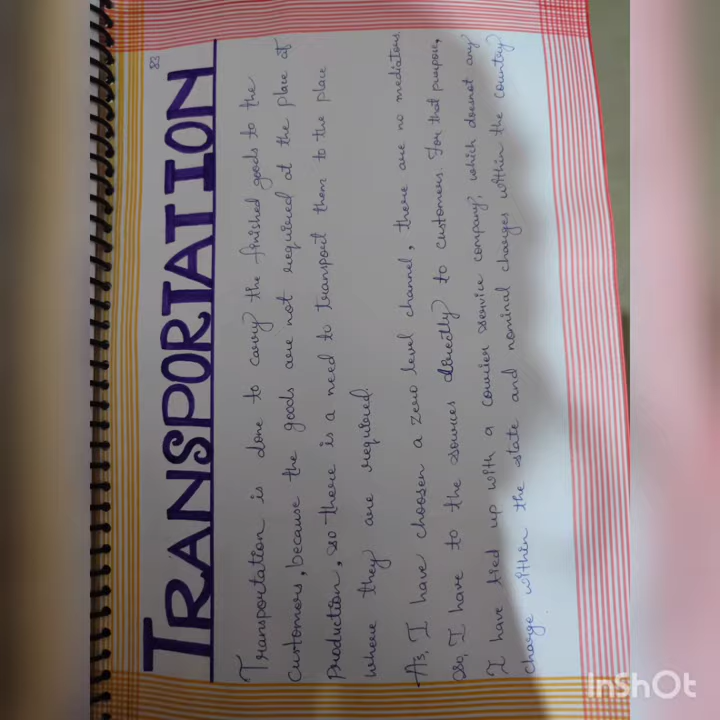 83
TRANSPORTATION
Transportation is done to carry the finished goods to the
customers, because the goods are not required at the place of
production, so there is a need to transport them to the place
where they are required.
As, I have choosen a zero level channel, there are no mediators
so, I have to the sources directly to customers. For that purpose,
I have tied up with a courier service company, which doesnot any
charge within the state and nominal charges within the country.
InShOt